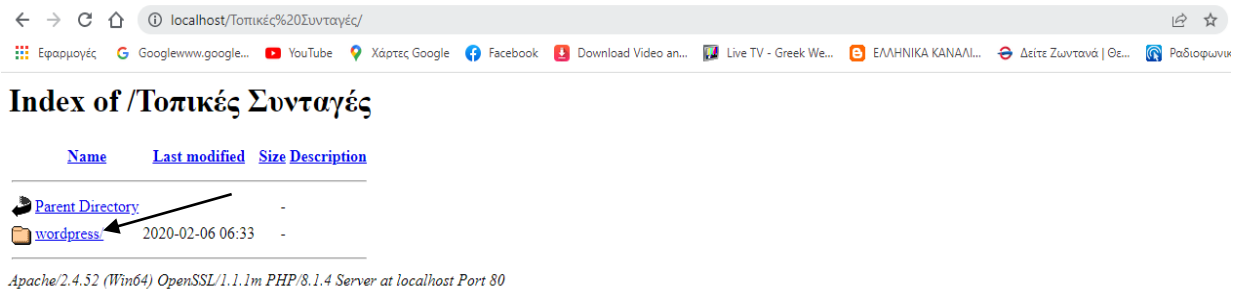 localhost/Τοπικές%20Συνταγές/
Εφαρμογές Googlewww.google... YouTube Χάρτες Google Facebook Download Video an... Live TV - Greek We... ΕΛΛΗΝΙΚΑ ΚΑΝΑΛΙ... Δείτε Ζωντανά | Θε... Ραδιοφωνικ
Index of /Τοπικές Συνταγές
Name Last modified Size Description
Parent Directory -
wordpress/ 2020-02-06 06:33 -
Apache/2.4.52 (Win64) OpenSSL/1.1.1m PHP/8.1.4 Server at localhost Port 80